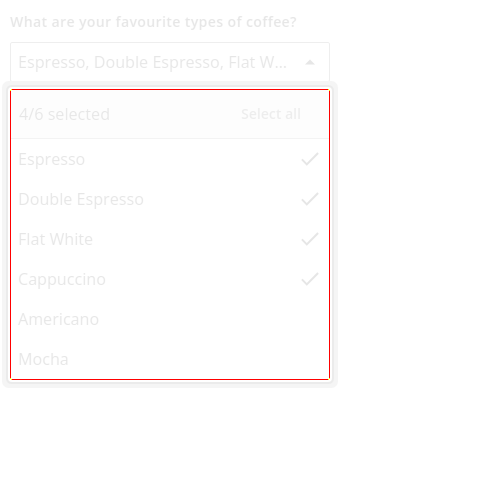 What are your favourite types of coffee?
Espresso, Double Espresso, Flat W...
4/6 selected Select all
Espresso
Double Espresso
Flat White
Cappuccino
Americano
Mocha